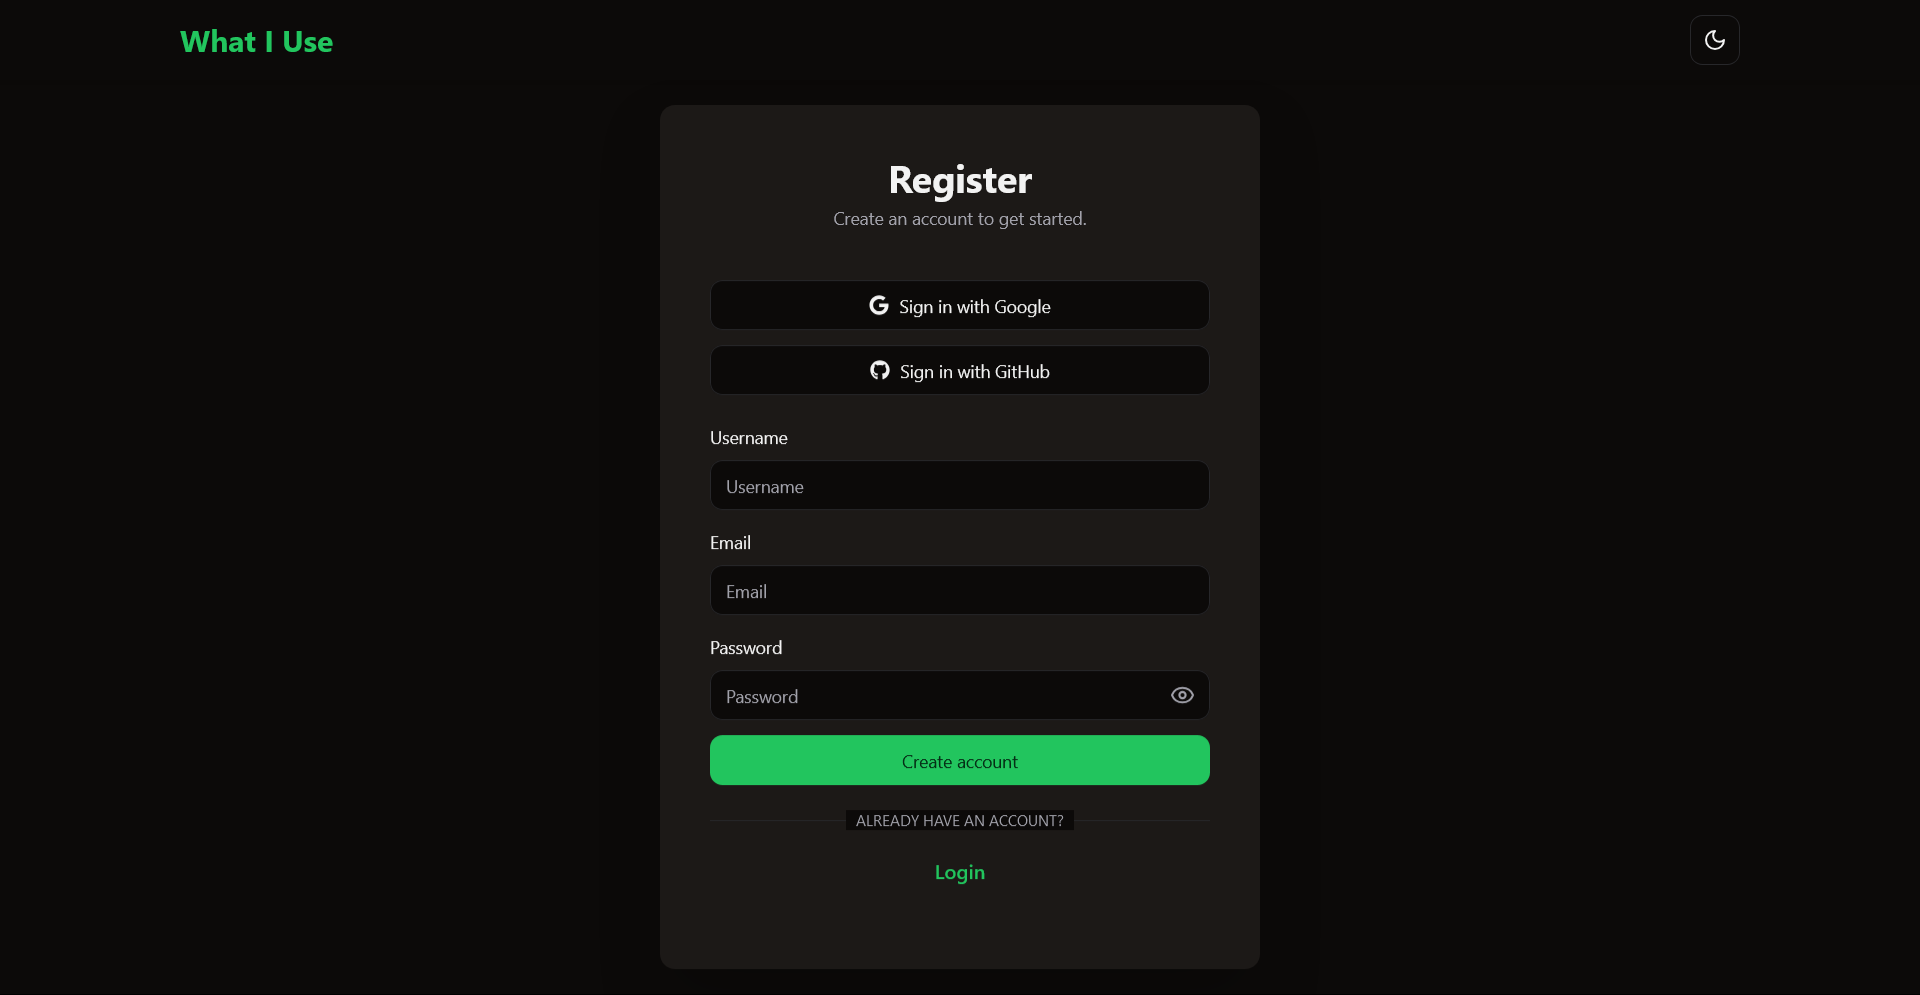 What I Use
Register
Create an account to get started.
Sign in with Google
Sign in with GitHub
Username
Username
Email
Email
Password
Password
Create account
ALREADY HAVE AN ACCOUNT?
Login